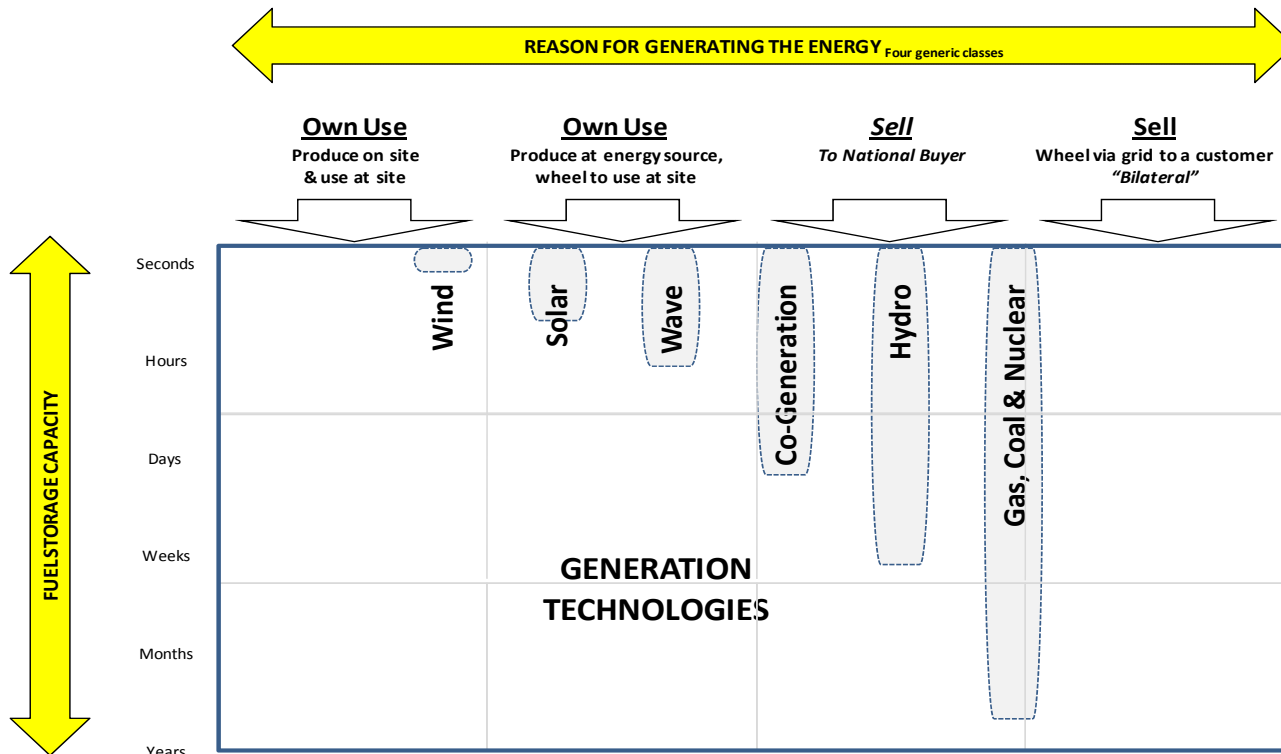 REASON FOR GENERATING THE ENERGY Four generic classes
Own Use
Produce on site
& use at site
Own Use
Produce at energy source,
wheel to use at site
Sell
To National Buyer
Sell
Wheel via grid to a customer
“Bilateral”
FUELSTORAGE CAPACITY
Seconds
Hours
Days
Weeks
Months
Years
Wind
Solar
Wave
Co-Generation
Hydro
Gas, Coal & Nuclear
GENERATION
TECHNOLOGIES